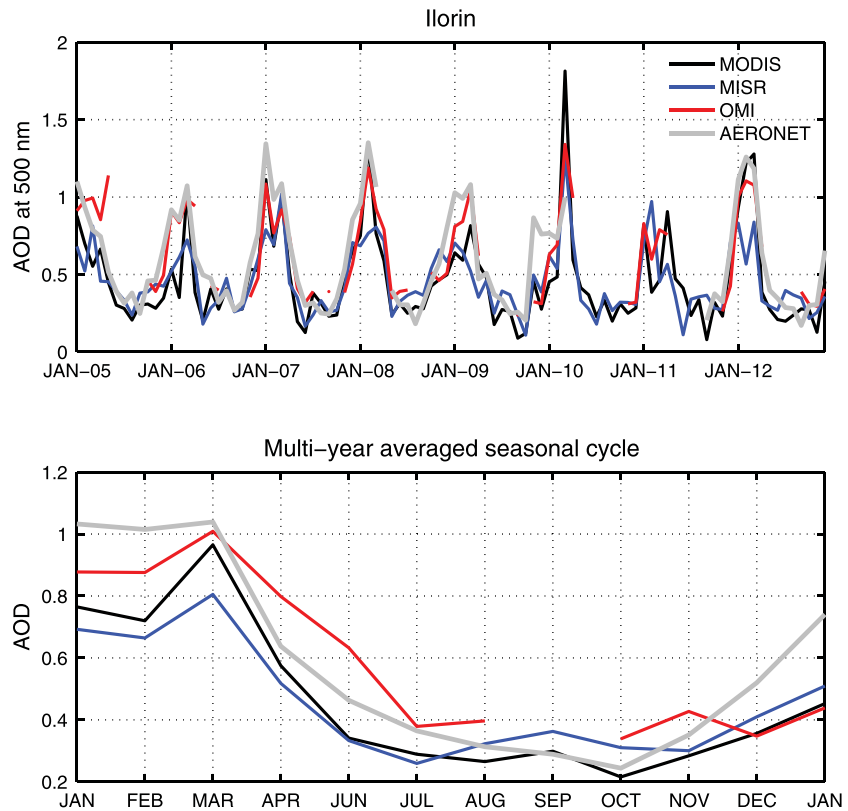 Ilorin
2
1.5
1
0.5
0
AOD at 500 nm
MODIS
MISR
OMI
AERONET
JAN−05 JAN−06 JAN−07 JAN−08 JAN−09 JAN−10 JAN−11 JAN−12
Multi−year averaged seasonal cycle
1.2
1
0.8
0.6
0.4
0.2
AOD
JAN FEB MAR APR JUN JUL AUG SEP OCT NOV DEC JAN